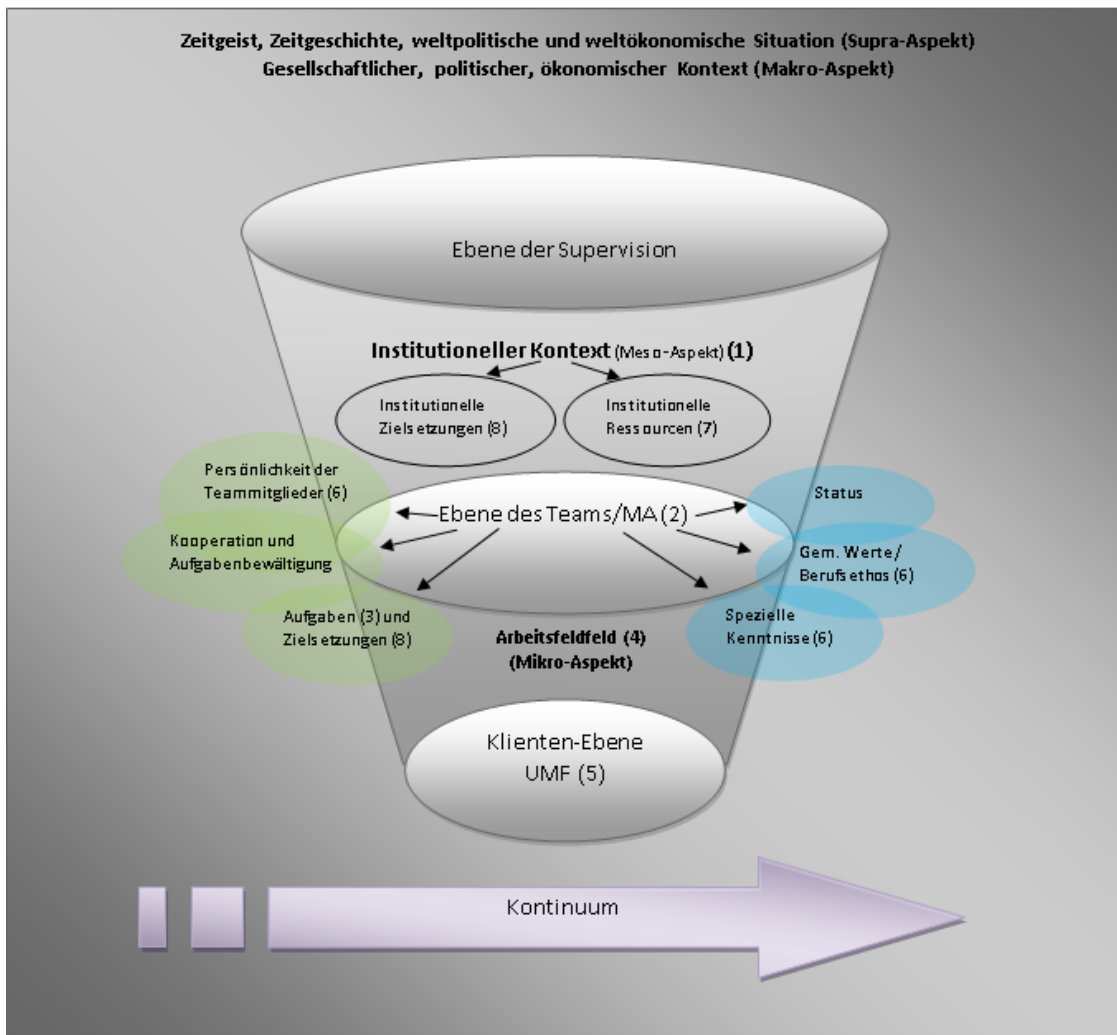 Zeitgeist, Zeitgeschichte, weltpolitische und weltökonomische Situation (Supra-Aspekt)
Gesellschaftlicher, politischer, ökonomischer Kontext (Makro-Aspekt)
Ebene der Supervision
Institutioneller Kontext (Meso-Aspekt) (1)
Institutionelle
Zielsetzungen (8)
Institutionelle
Ressourcen (7)
Persönlichkeit der
Teammitglieder (6)
Kooperation und
Aufgabenbewältigung
Aufgaben (3) und
Zielsetzungen (8)
Ebene des Teams/MA (2)
Status
Gem. Werte/
Berufsethos (6)
Spezielle
Kenntnisse (6)
Arbeitsfeldfeld (4)
(Mikro-Aspekt)
Klienten-Ebene
UMF (5)
Kontinuum